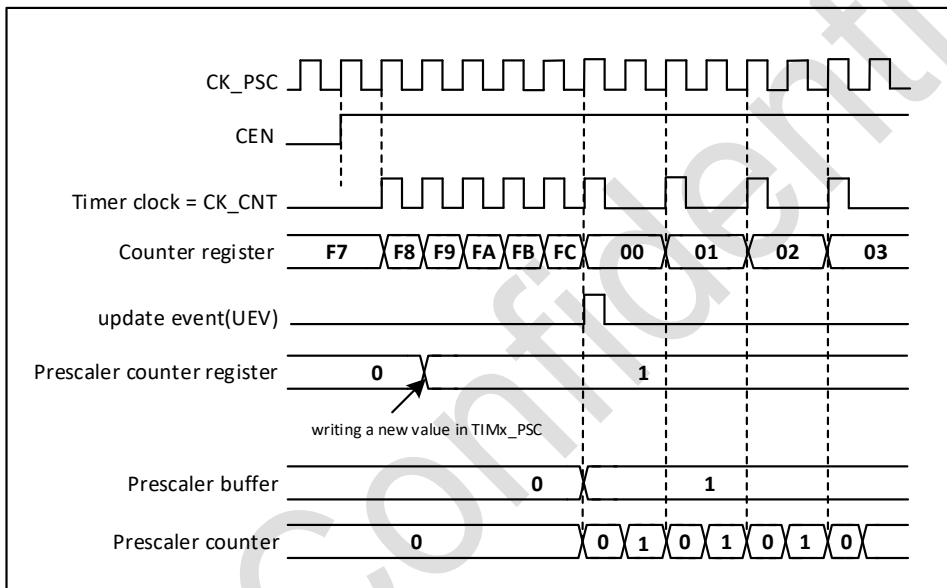 CK_PSC
CEN
Timer clock = CK_CNT
Counter register F7 F8 F9 FA FB FC 00 01 02 03
update event(UEV)
Prescaler counter register 0 1
writing a new value in TIMx_PSC
Prescaler buffer 0 1
Prescaler counter 0 0 1 0 1 0 1 0